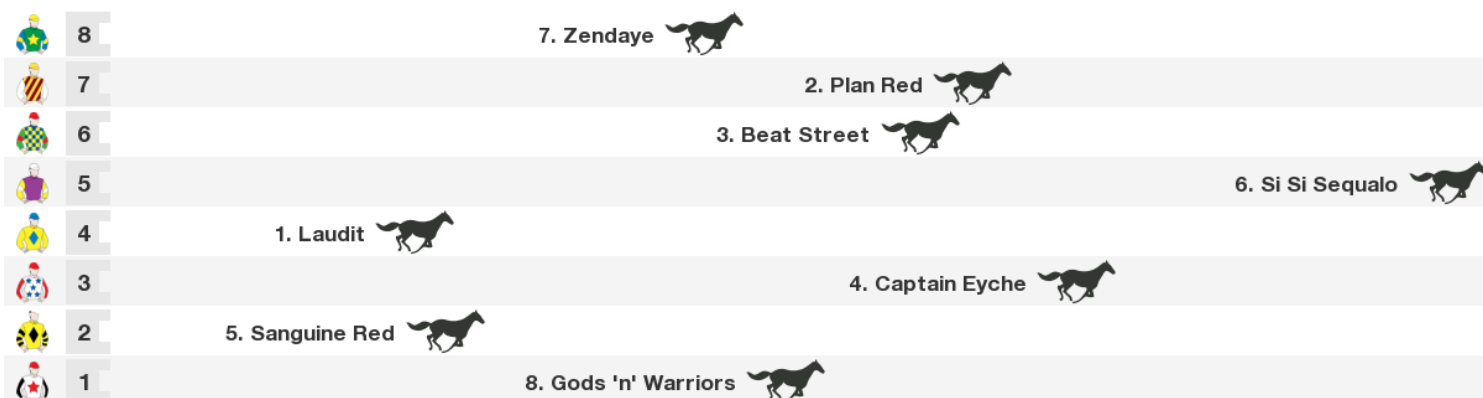 8 7. Zendaye
7 2. Plan Red
6 3. Beat Street
5 6. Si Si Sequalo
4 1. Laudit
3 4. Captain Eyche
2 5. Sanguine Red
1 8. Gods 'n' Warriors